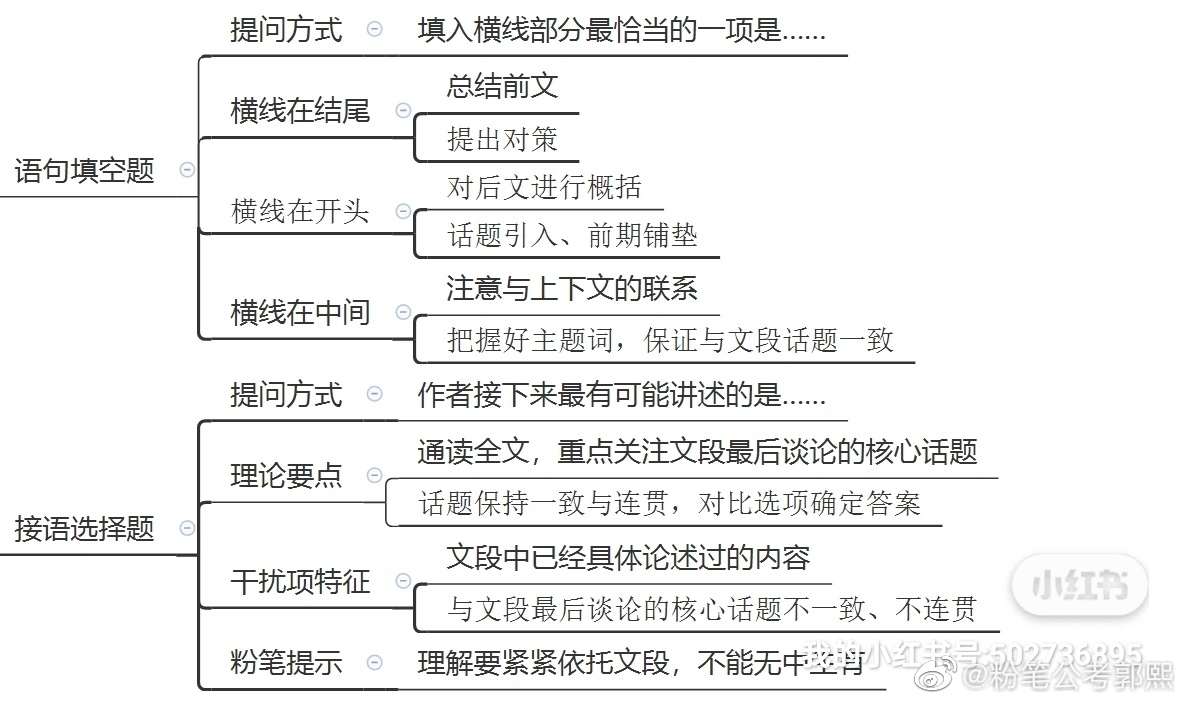 提问方式
填入横线部分最恰当的一项是......
横线在结尾
总结前文
提出对策
语句填空题
横线在开头
对后文进行概括
话题引入、前期铺垫
横线在中间
注意与上下文的联系
把握好主题词，保证与文段话题一致
提问方式
作者接下来最有可能讲述的是......
理论要点
通读全文，重点关注文段最后谈论的核心话题
话题保持一致与连贯，对比选项确定答案
接语选择题
干扰项特征
文段中已经具体论述过的内容
与文段最后谈论的核心话题不一致、不连贯
粉笔提示
理解要紧紧依托文段，不能无中生有
小红书
我的小红书号:502736895
@粉笔公考郭熙